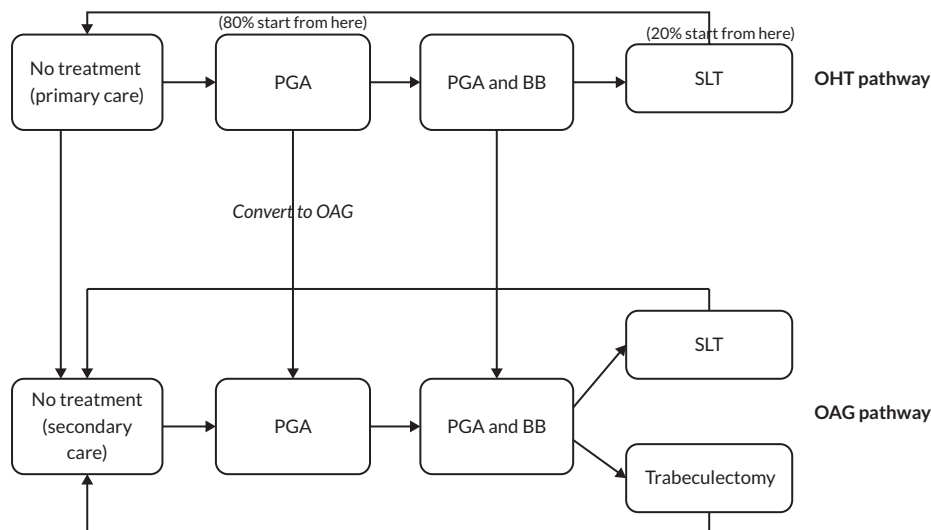 (80% start from here)
(20% start from here)
No treatment
(primary care)
PGA
PGA and BB
SLT
OHT pathway
Convert to OAG
SLT
No treatment
(secondary
care)
PGA
PGA and BB
OAG pathway
Trabeculectomy